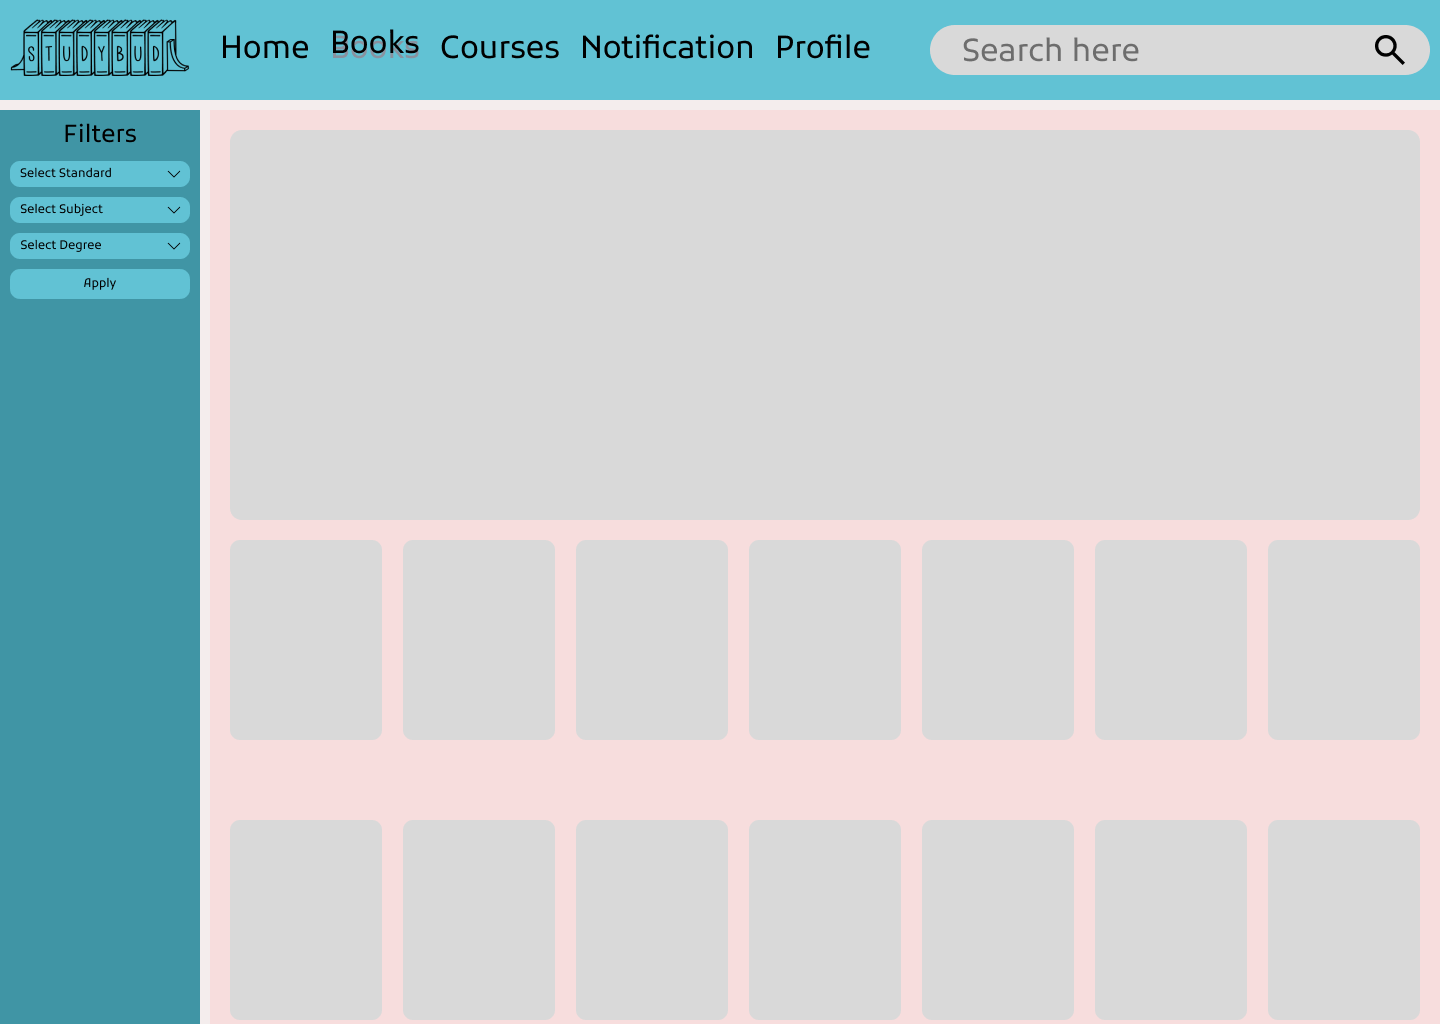 STUDYBUD
Home Books Courses Notification Profile
Search here
Filters
Select Standard
Select Subject
Select Degree
Apply